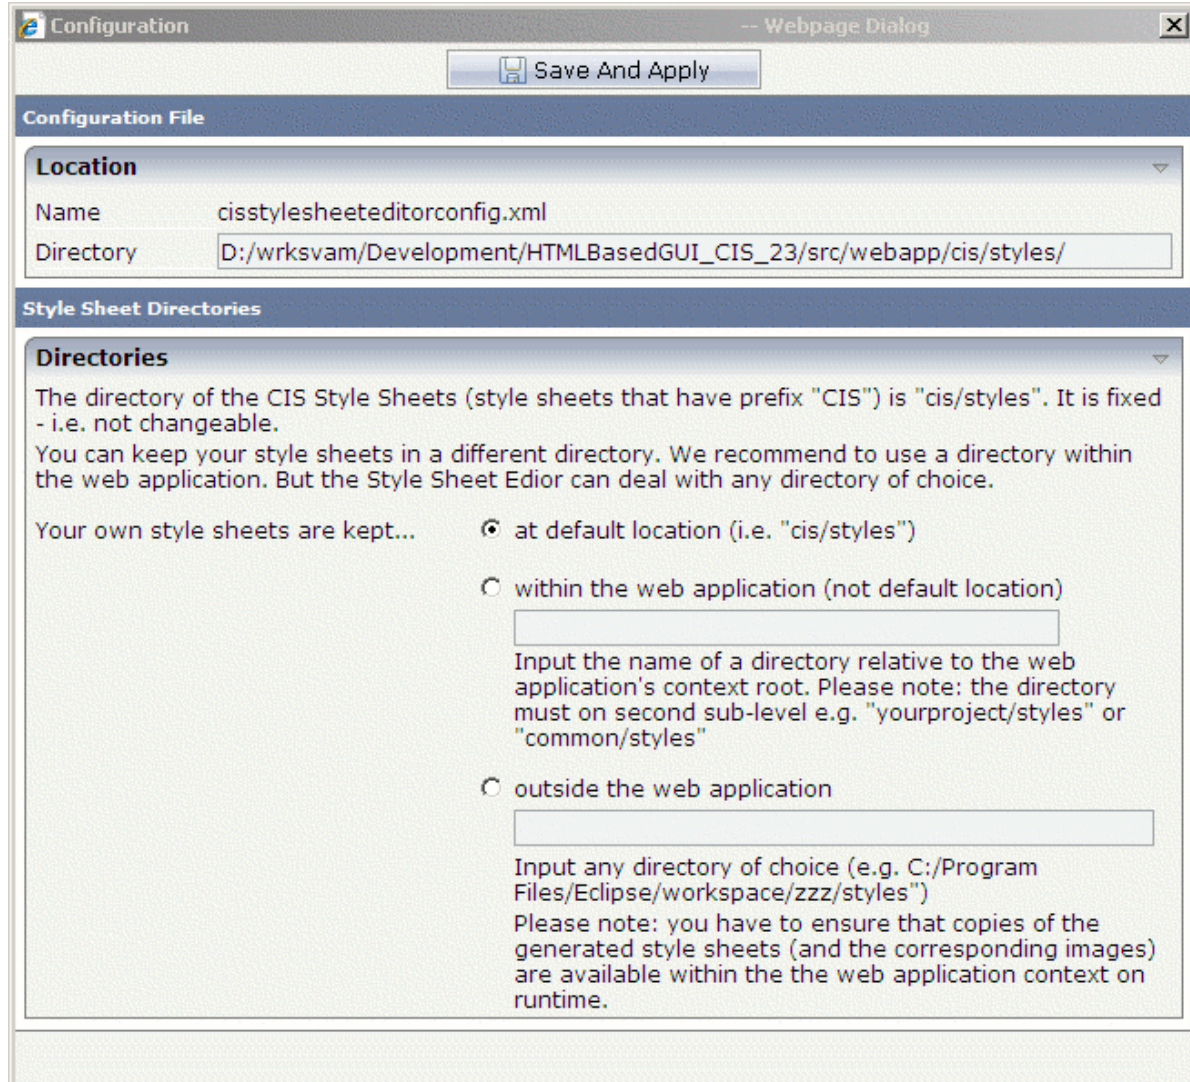 Configuration -- Webpage Dialog
Save And Apply
Configuration File
Location
Name cisstylesheeteditorconfig.xml
Directory D:/wrksvam/Development/HTMLBasedGUI_CIS_23/src/webapp/cis/styles/
Style Sheet Directories
Directories
The directory of the CIS Style Sheets (style sheets that have prefix "CIS") is "cis/styles". It is fixed
- i.e. not changeable.
You can keep your style sheets in a different directory. We recommend to use a directory within
the web application. But the Style Sheet Edior can deal with any directory of choice.
Your own style sheets are kept... at default location (i.e. "cis/styles")
within the web application (not default location)
Input the name of a directory relative to the web
application's context root. Please note: the directory
must on second sub-level e.g. "yourproject/styles" or
"common/styles"
outside the web application
Input any directory of choice (e.g. C:/Program
Files/Eclipse/workspace/zzz/styles")
Please note: you have to ensure that copies of the
generated style sheets (and the corresponding images)
are available within the the web application context on
runtime.